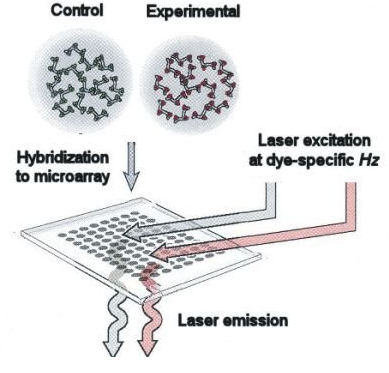 Control Experimental
Hybridization
to microarray
Laser excitation
at dye-specific Hz
Laser emission